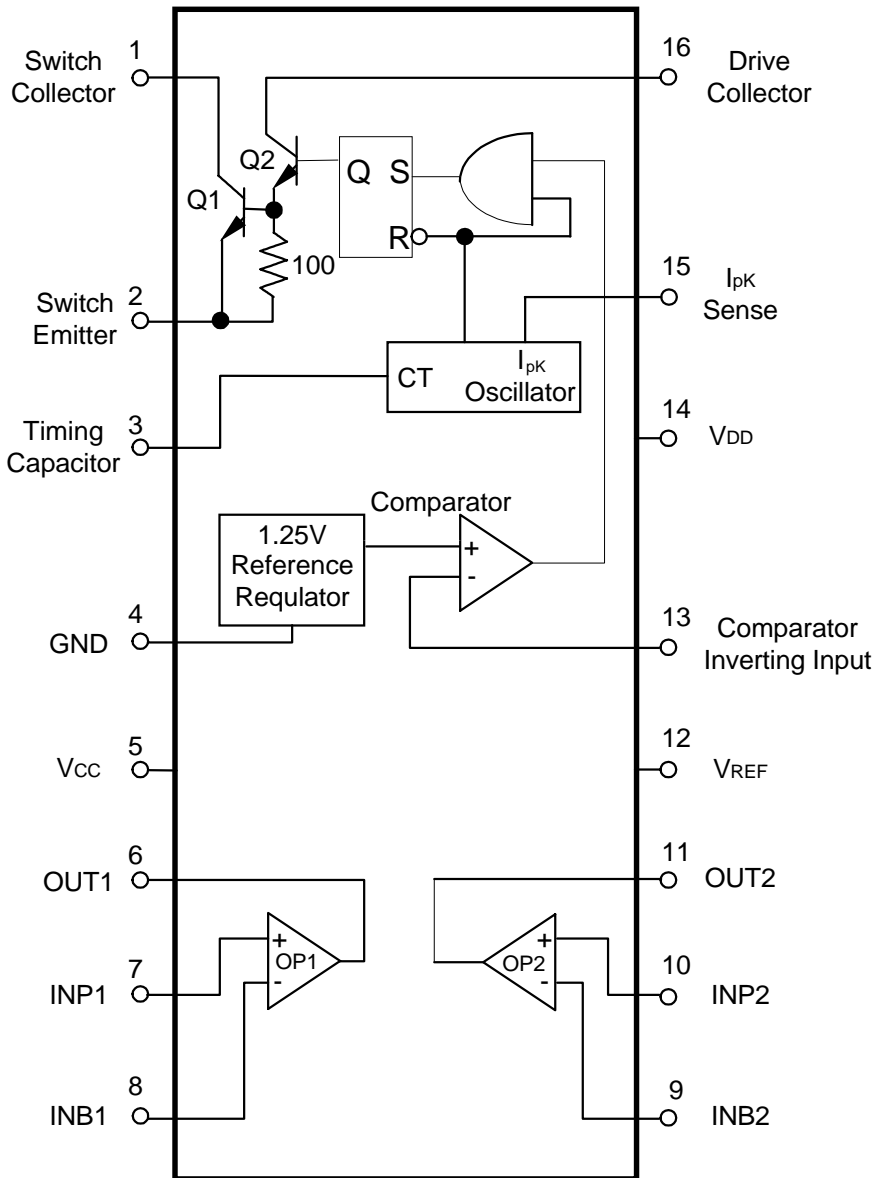 1
Switch
Collector
16
Drive
Collector
Q2
Q1
Q
S
R
100
2
Switch
Emitter
15
IpK
Sense
CT
IpK
Oscillator
3
Timing
Capacitor
14
VDD
Comparator
1.25V
Reference
Requlator
+
-
4
GND
13
Comparator
Inverting Input
5
VCC
12
VREF
6
OUT1
11
OUT2
+
OP1
-
+
OP2
-
7
INP1
10
INP2
8
INB1
9
INB2